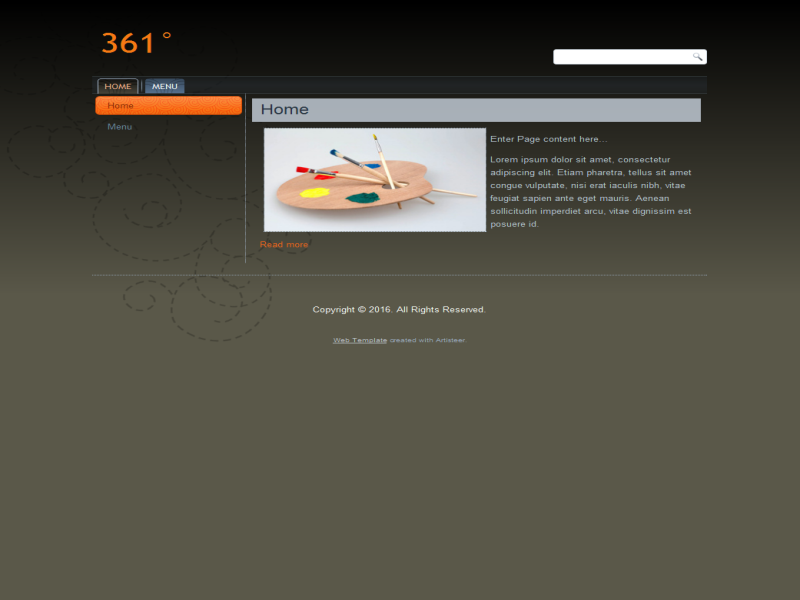 361°
HOME MENU
Home
Menu
Home
Enter Page content here...
Lorem ipsum dolor sit amet, consectetur
adipiscing elit. Etiam pharetra, tellus sit amet
congue vulputate, nisi erat iaculis nibh, vitae
feugiat sapien ante eget mauris. Aenean
sollicitudin imperdiet arcu, vitae dignissim est
posuere id.
Read more
Copyright © 2016. All Rights Reserved.
Web Template created with Artisteer.